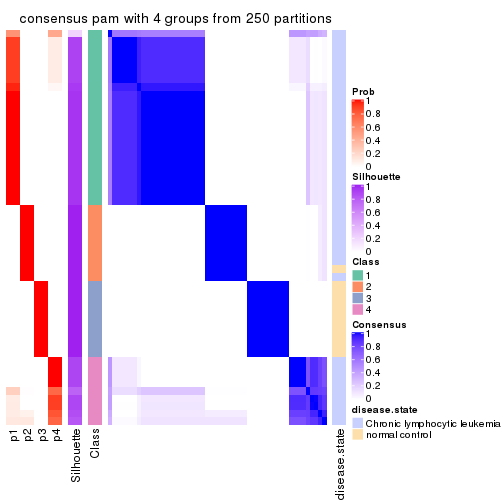 consensus pam with 4 groups from 250 partitions
Prob
1
0.8
0.6
0.4
0.2
0
Silhouette
1
0.8
0.6
0.4
0.2
0
Class
1
2
3
4
Consensus
1
0.8
0.6
0.4
0.2
0
disease.state
Chronic lymphocytic leukemia
normal control
p1
p2
p3
p4
Silhouette
Class
disease.state